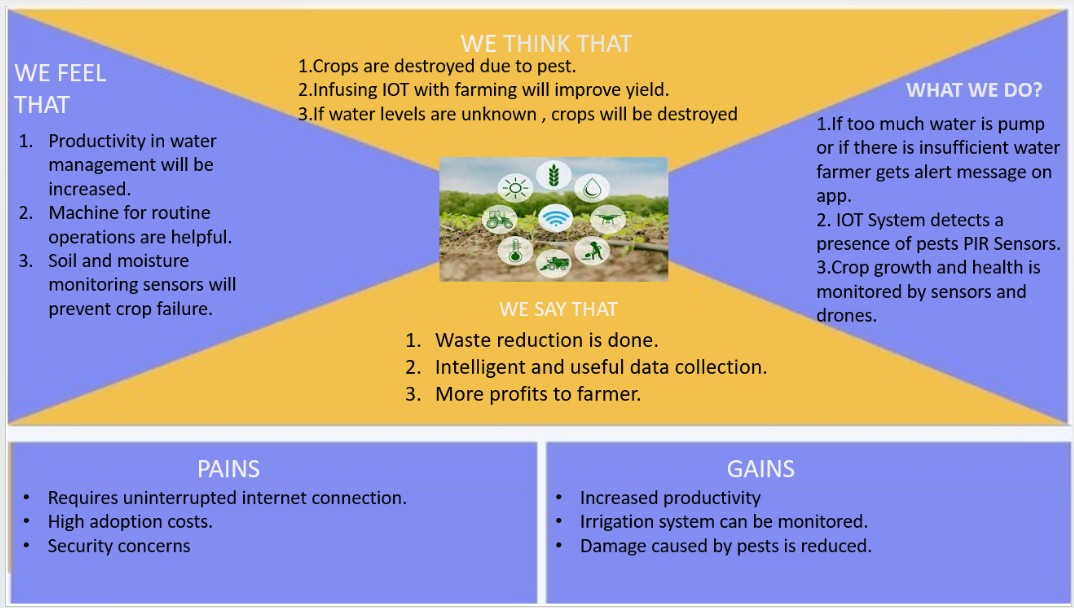 WE THINK THAT
1.Crops are destroyed due to pest.
2.Infusing IOT with farming will improve yield.
3.If water levels are unknown , crops will be destroyed
WE FEEL
THAT
1. Productivity in water
management will be
increased.
2. Machine for routine
operations are helpful.
3. Soil and moisture
monitoring sensors will
prevent crop failure.
WHAT WE DO?
1.If too much water is pump
or if there is insufficient water
farmer gets alert message on
app.
2. IOT System detects a
presence of pests PIR Sensors.
3.Crop growth and health is
monitored by sensors and
drones.
WE SAY THAT
1. Waste reduction is done.
2. Intelligent and useful data collection.
3. More profits to farmer.
PAINS
• Requires uninterrupted internet connection.
• High adoption costs.
• Security concerns
GAINS
• Increased productivity
• Irrigation system can be monitored.
• Damage caused by pests is reduced.